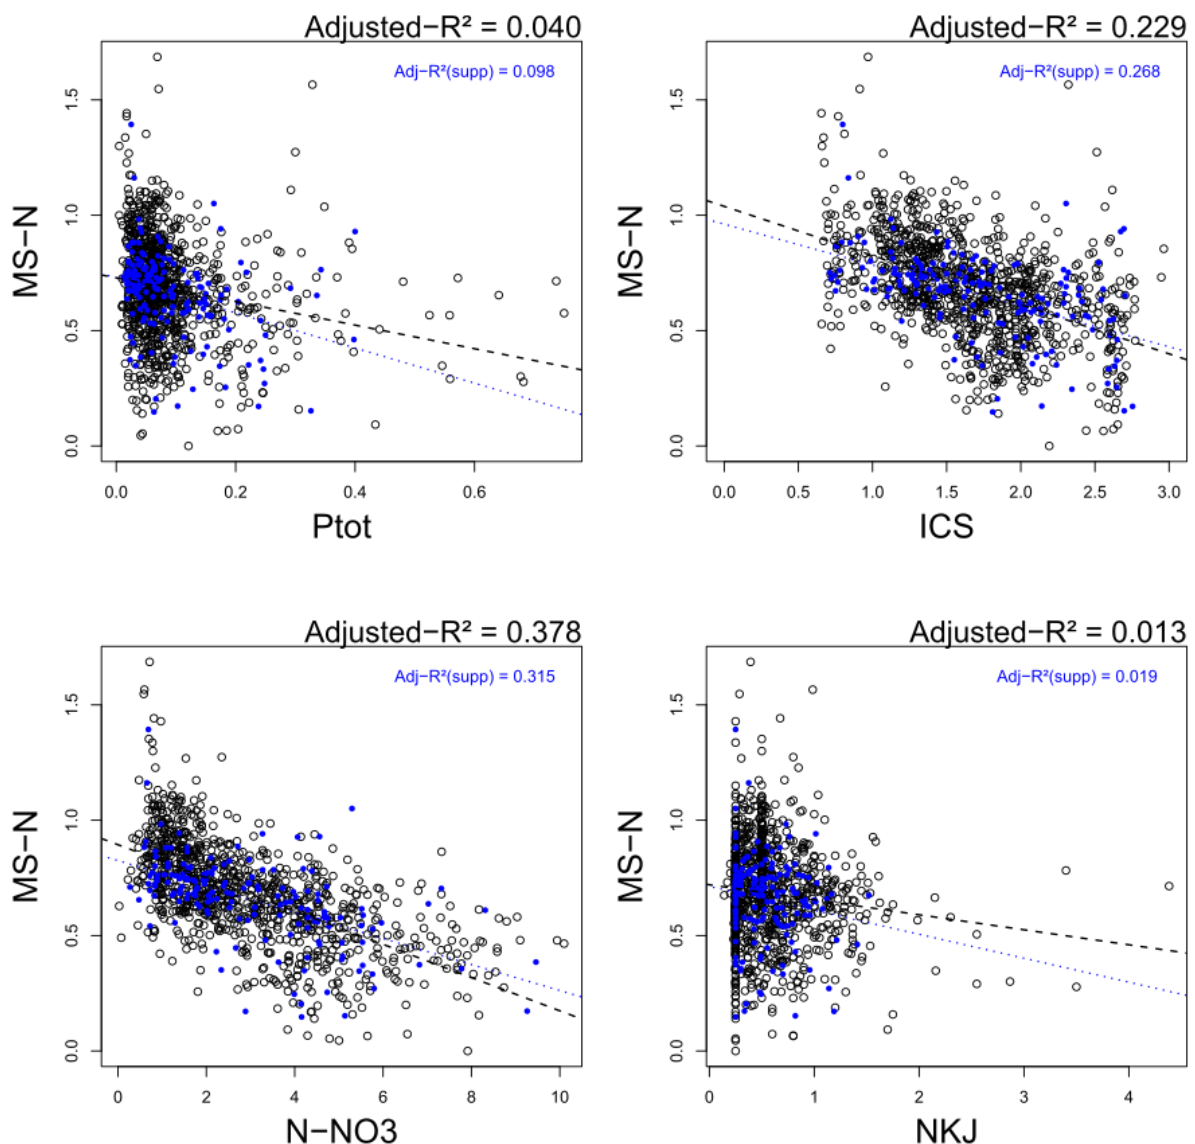 Adjusted−R² = 0.040
Adj−R²(supp) = 0.098
MS−N
0.0 0.5 1.0 1.5
0.0 0.2 0.4 0.6
Ptot
Adjusted−R² = 0.229
Adj−R²(supp) = 0.268
MS−N
0.0 0.5 1.0 1.5
0.0 0.5 1.0 1.5 2.0 2.5 3.0
ICS
Adjusted−R² = 0.378
Adj−R²(supp) = 0.315
MS−N
0.0 0.5 1.0 1.5
0 2 4 6 8 10
N−NO3
Adjusted−R² = 0.013
Adj−R²(supp) = 0.019
MS−N
0.0 0.5 1.0 1.5
0 1 2 3 4
NKJ